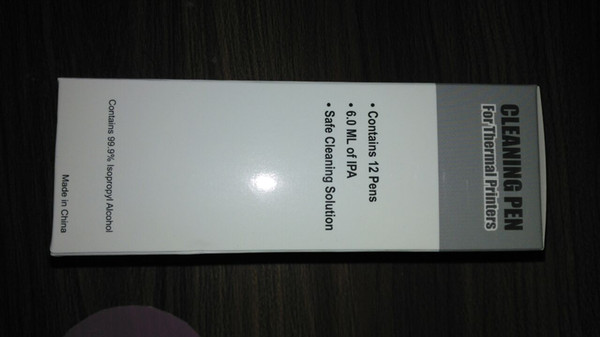 CLEANING PEN
For Thermal Printers
• Contains 12 Pens
• 6.0 ML of IPA
• Safe Cleaning Solution
Contains 99.9% Isopropyl Alcohol
Made in China